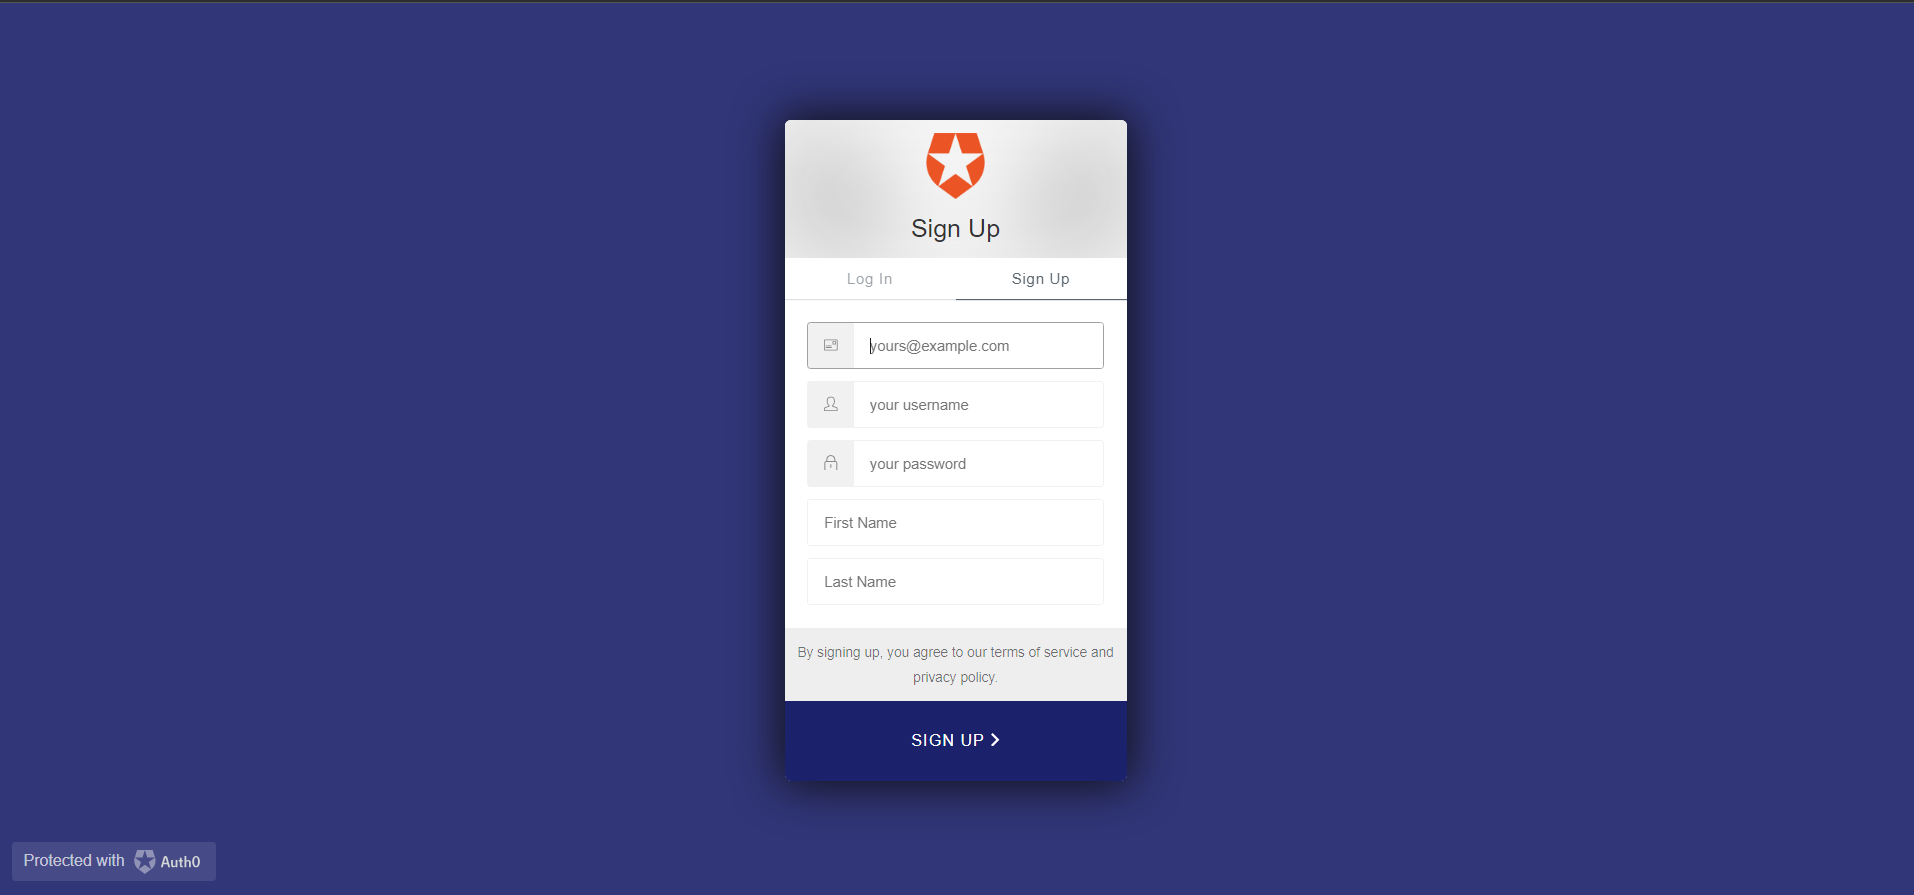 Sign Up
Log In
Sign Up
yours@example.com
your username
your password
First Name
Last Name
By signing up, you agree to our terms of service and
privacy policy.
SIGN UP
Protected with Auth0